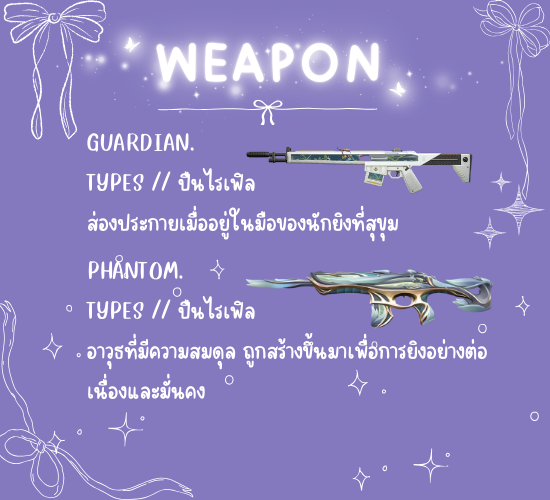 WEAPON
GUARDIAN.
TYPES // ปืนไรเฟิล
ส่องประกายเมื่ออยู่ในมือของนักยิงที่สุขุม
PHANTOM.
TYPES // ปืนไรเฟิล
อาวุธที่มีความสมดุล ถูกสร้างขึ้นมาเพื่อการยิงอย่างต่อ
เนื่องและมั่นคง